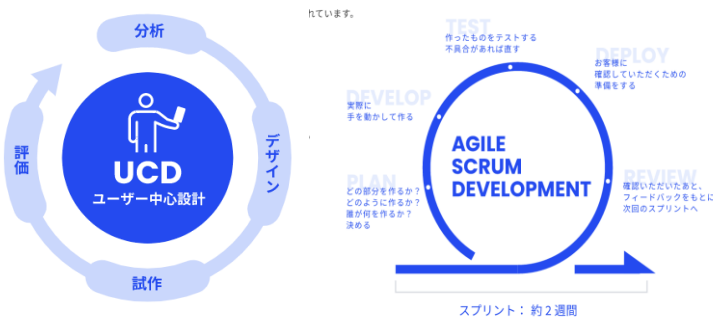 分析
デザイン
試作
評価
UCD
ユーザー中心設計
れています。
TEST
作ったものをテストする
不具合があれば直す
DEPLOY
お客様に
確認していただくための
準備をする
DEVELOP
実際に
手を動かして作る
AGILE
SCRUM
DEVELOPMENT
PLAN
どの部分を作るか？
どのように作るか？
誰が何を作るか？
決める
REVIEW
確認いただいたあと、
フィードバックをもとに
次回のスプリントへ
スプリント： 約２週間